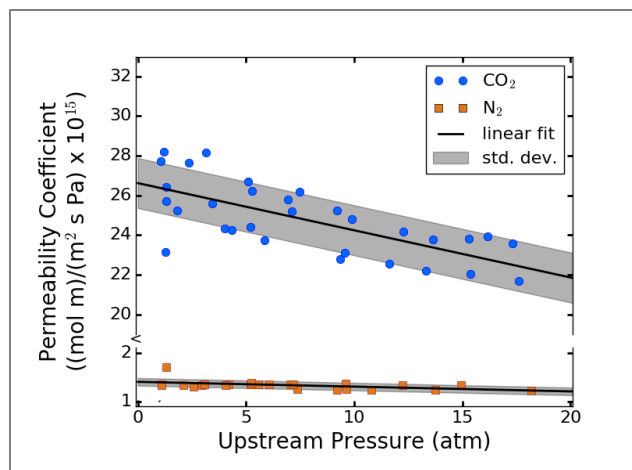 32
30
28
26
24
22
20
2
1
0
5
10
15
20
Permeability Coefficient
((mol m)/(m² s Pa) x 10¹⁵)
Upstream Pressure (atm)
CO₂
N₂
linear fit
std. dev.